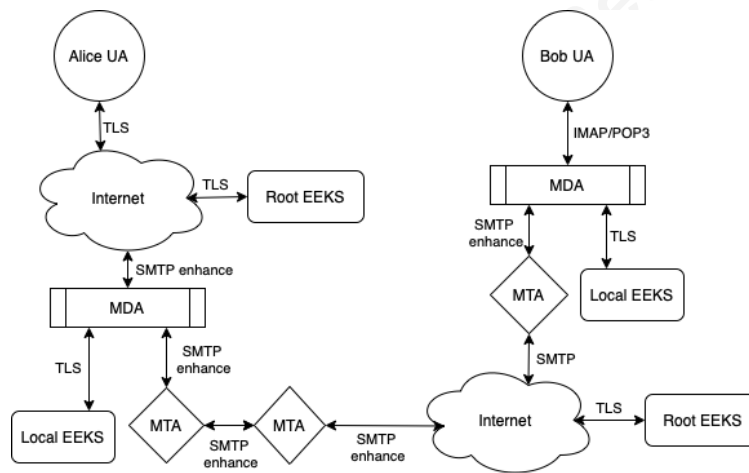 Alice UA
Bob UA
TLS
IMAP/POP3
Internet
TLS
Root EEKS
MDA
SMTP
enhance
TLS
SMTP enhance
MDA
MTA
Local EEKS
TLS
SMTP
enhance
SMTP
Local EEKS
MTA
SMTP
enhance
MTA
SMTP
enhance
Internet
TLS
Root EEKS